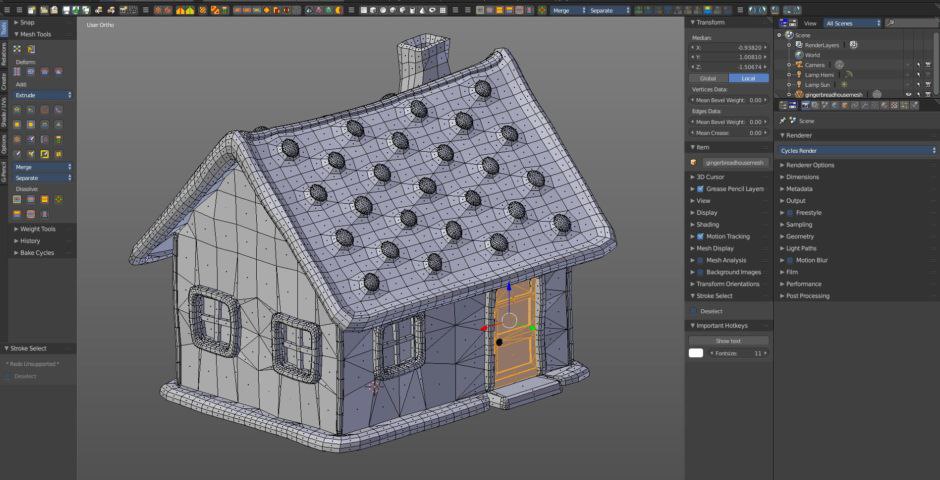 Merge
Separate
View
All Scenes
User Ortho
Tools
Relations
Create
Shade / UVs
Options
G-Pencil
Snap
Mesh Tools
Deform:
Add:
Extrude
Merge
Separate
Dissolve:
Weight Tools
History
Bake Cycles
Stroke Select
* Redo Unsupported *
Deselect
Transform
Median:
X: -0.93820
Y: 1.00810
Z: -1.50674
Global
Local
Vertices Data:
Mean Bevel Weight: 0.00
Edges Data:
Mean Bevel Weight: 0.00
Mean Crease: 0.00
Item
gingerbreadhousemesh
3D Cursor
Grease Pencil Layers
View
Display
Shading
Motion Tracking
Mesh Display
Mesh Analysis
Background Images
Transform Orientations
Stroke Select
Deselect
Important Hotkeys
Show text
Fontsize: 11
Scene
RenderLayers
World
Camera
Lamp Hemi
Lamp Sun
gingerbreadhousemesh
Scene
Renderer
Cycles Render
Renderer Options
Dimensions
Metadata
Output
Freestyle
Sampling
Geometry
Light Paths
Motion Blur
Film
Performance
Post Processing